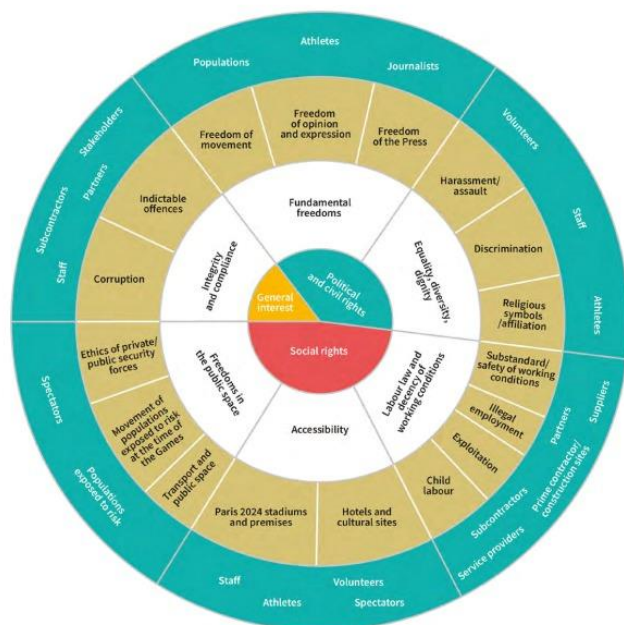 Athletes
Populations
Journalists
Stakeholders
Partners
Subcontractors
Staff
Volunteers
Staff
Athletes
Freedom of
movement
Freedom
of opinion
and expression
Freedom
of the Press
Indictable
offences
Corruption
Harassment/
assault
Discrimination
Religious
symbols
/affiliation
Fundamental
freedoms
Integrity
and compliance
Equality, diversity,
dignity
General
interest
Political
and civil rights
Social rights
Freedoms in
the public space
Accessibility
Labour law and
decency of
working conditions
Ethics of private/
public security
forces
Movement of
populations
exposed to risk
at the time of
the Games
Transport and
public space
Paris 2024 stadiums
and premises
Hotels and
cultural sites
Child
labour
Exploitation
Illegal
employment
Substandard/
safety of working
conditions
Spectators
Populations
exposed to risk
Staff
Athletes
Volunteers
Spectators
Suppliers
Partners
Prime contractor/
construction sites
Subcontractors
Service providers